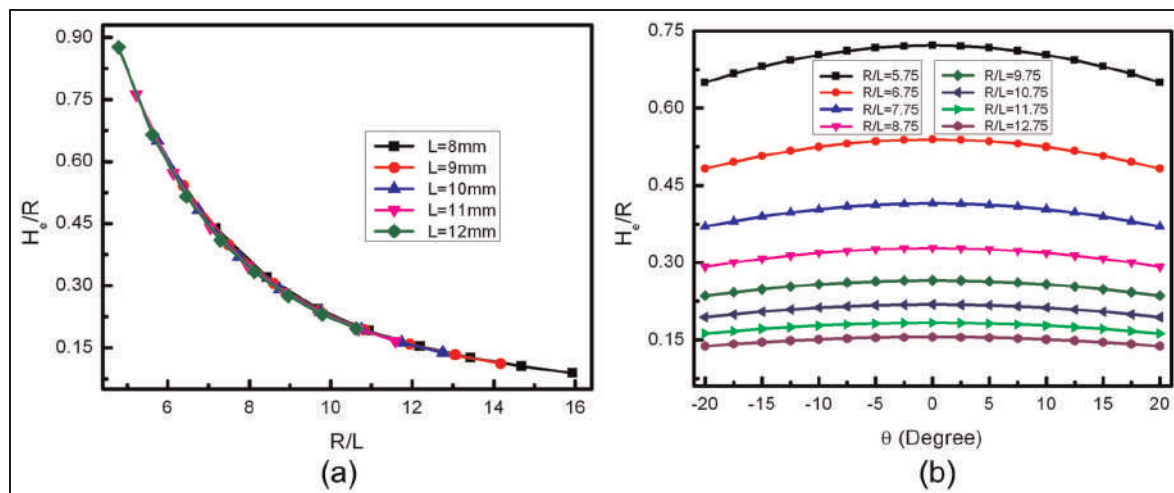 0.90
0.75
0.60
0.45
0.30
0.15
He/R
L=8mm
L=9mm
L=10mm
L=11mm
L=12mm
6 8 10 12 14 16
R/L
(a)
0.75
0.60
0.45
0.30
0.15
He/R
R/L=5.75 R/L=9.75
R/L=6.75 R/L=10.75
R/L=7.75 R/L=11.75
R/L=8.75 R/L=12.75
-20 -15 -10 -5 0 5 10 15 20
θ (Degree)
(b)